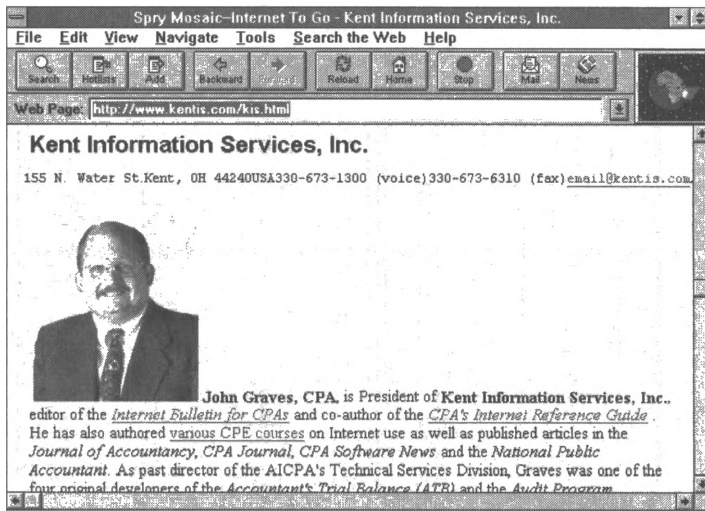 Spry Mosaic–Internet To Go - Kent Information Services, Inc.
File Edit View Navigate Tools Search the Web Help
Search Hotlists Add Backward Forward Reload Home Stop Mail News
Web Page: http://www.kentis.com/kis.html
Kent Information Services, Inc.
155 N. Water St.Kent, OH 44240USA330-673-1300 (voice)330-673-6310 (fax)email@kentis.com
John Graves, CPA, is President of Kent Information Services, Inc.,
editor of the Internet Bulletin for CPAs and co-author of the CPA's Internet Reference Guide .
He has also authored various CPE courses on Internet use as well as published articles in the
Journal of Accountancy, CPA Journal, CPA Software News and the National Public
Accountant. As past director of the AICPA's Technical Services Division, Graves was one of the
four original developers of the Accountant's Trial Balance (ATB) and the Audit Program